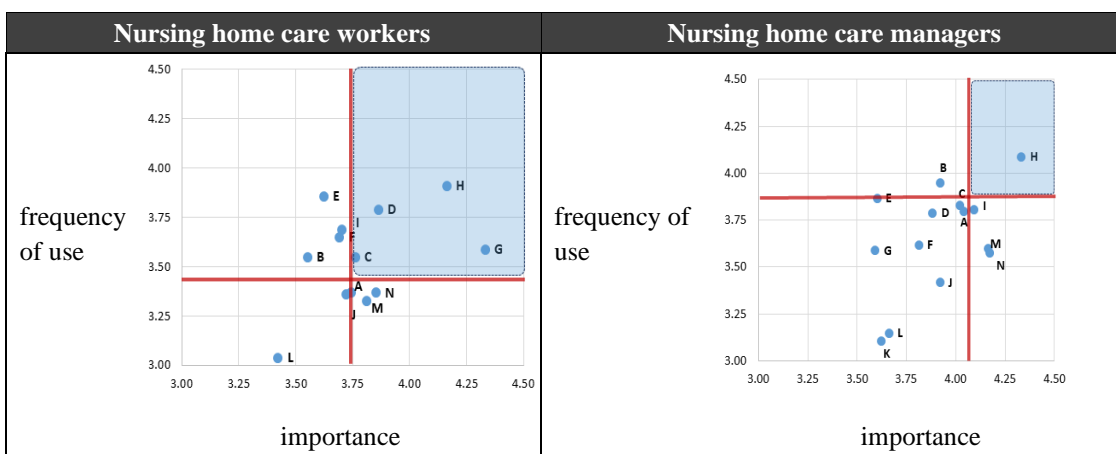 Nursing home care workers
Nursing home care managers
frequency
of use
4.50
4.25
4.00
3.75
3.50
3.25
3.00
3.00
3.25
3.50
3.75
4.00
4.25
4.50
E
H
D
I
F
B
C
G
A
N
J
M
L
importance
frequency of
use
4.50
4.25
4.00
3.75
3.50
3.25
3.00
3.00
3.25
3.50
3.75
4.00
4.25
4.50
H
B
E
C
I
D
A
F
G
M
N
J
L
K
importance